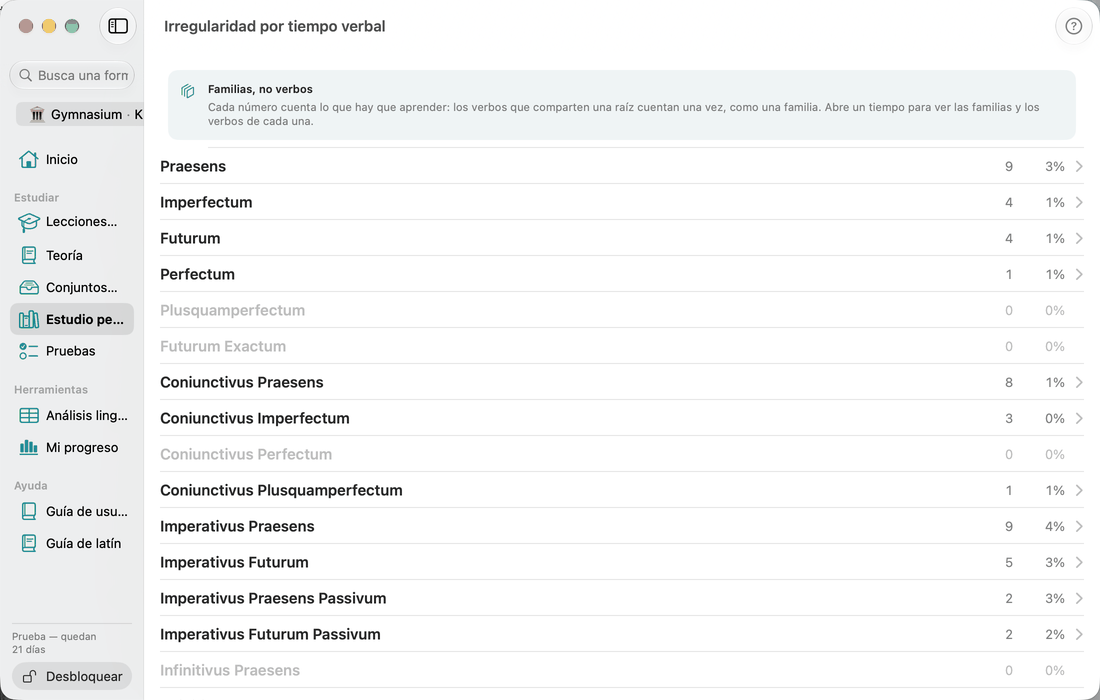 Irregularidad por tiempo verbal
Busca una forn
Gymnasium · K
Inicio
Estudiar
Lecciones...
Teoría
Conjuntos...
Estudio pe...
Pruebas
Herramientas
Análisis ling...
Mi progreso
Ayuda
Guía de usu...
Guía de latín
Prueba — quedan
21 días
Desbloquear
Familias, no verbos
Cada número cuenta lo que hay que aprender: los verbos que comparten una raíz cuentan una vez, como una familia. Abre un tiempo para ver las familias y los
verbos de cada una.
Praesens 9 3%
Imperfectum 4 1%
Futurum 4 1%
Perfectum 1 1%
Plusquamperfectum 0 0%
Futurum Exactum 0 0%
Coniunctivus Praesens 8 1%
Coniunctivus Imperfectum 3 0%
Coniunctivus Perfectum 0 0%
Coniunctivus Plusquamperfectum 1 1%
Imperativus Praesens 9 4%
Imperativus Futurum 5 3%
Imperativus Praesens Passivum 2 3%
Imperativus Futurum Passivum 2 2%
Infinitivus Praesens 0 0%